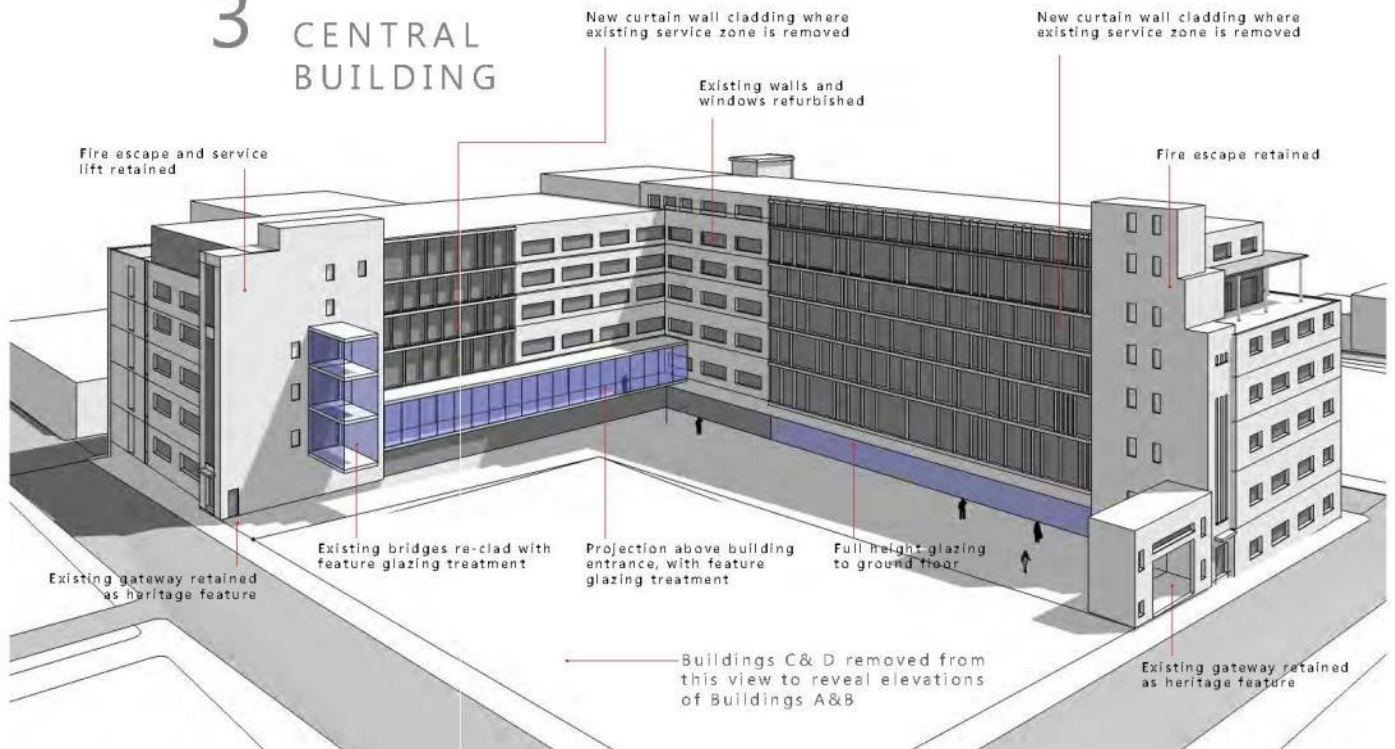 3 CENTRAL
BUILDING
New curtain wall cladding where
existing service zone is removed
New curtain wall cladding where
existing service zone is removed
Existing walls and
windows refurbished
Fire escape and service
lift retained
Fire escape retained
Existing bridges re-clad with
feature glazing treatment
Projection above building
entrance, with feature
glazing treatment
Full height glazing
to ground floor
Existing gateway retained
as heritage feature
Buildings C& D removed from
this view to reveal elevations
of Buildings A&B
Existing gateway retained
as heritage feature